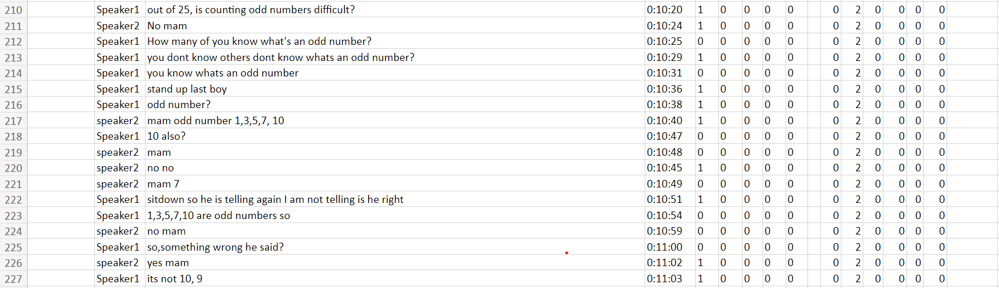 210 Speaker1 out of 25, is counting odd numbers difficult? 0:10:20 1 0 0 0 0 0 2 0 0 0 0
211 Speaker2 No mam 0:10:24 1 0 0 0 0 0 2 0 0 0 0
212 Speaker1 How many of you know what's an odd number? 0:10:25 0 0 0 0 0 0 2 0 0 0 0
213 Speaker1 you dont know others dont know whats an odd number? 0:10:29 1 0 0 0 0 0 2 0 0 0 0
214 Speaker1 you know whats an odd number 0:10:31 0 0 0 0 0 0 2 0 0 0 0
215 Speaker1 stand up last boy 0:10:36 1 0 0 0 0 0 2 0 0 0 0
216 Speaker1 odd number? 0:10:38 1 0 0 0 0 0 2 0 0 0 0
217 speaker2 mam odd number 1,3,5,7, 10 0:10:40 1 0 0 0 0 0 2 0 0 0 0
218 Speaker1 10 also? 0:10:47 0 0 0 0 0 0 2 0 0 0 0
219 speaker2 mam 0:10:48 0 0 0 0 0 0 2 0 0 0 0
220 speaker2 no no 0:10:45 1 0 0 0 0 0 2 0 0 0 0
221 speaker2 mam 7 0:10:49 0 0 0 0 0 0 2 0 0 0 0
222 Speaker1 sitdown so he is telling again I am not telling is he right 0:10:51 1 0 0 0 0 0 2 0 0 0 0
223 Speaker1 1,3,5,7,10 are odd numbers so 0:10:54 0 0 0 0 0 0 2 0 0 0 0
224 speaker2 no mam 0:10:59 0 0 0 0 0 0 2 0 0 0 0
225 Speaker1 so,something wrong he said? 0:11:00 0 0 0 0 0 0 2 0 0 0 0
226 speaker2 yes mam 0:11:02 1 0 0 0 0 0 2 0 0 0 0
227 Speaker1 its not 10, 9 0:11:03 1 0 0 0 0 0 2 0 0 0 0